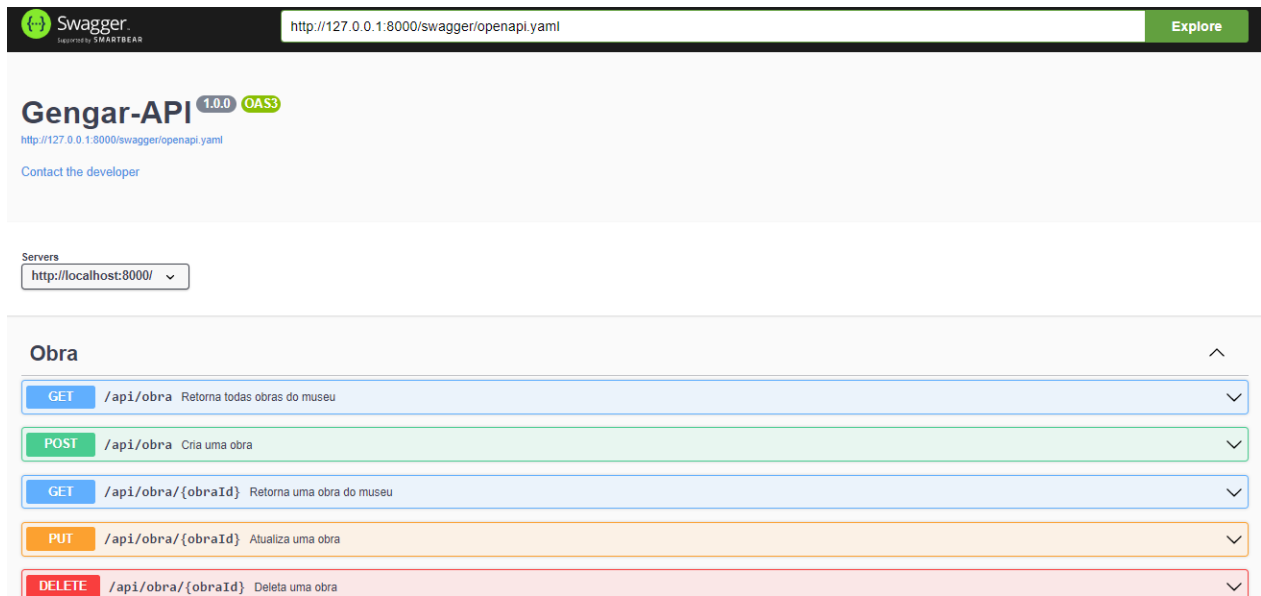 Swagger.
Supported by SMARTBEAR
http://127.0.0.1:8000/swagger/openapi.yaml
Explore
Gengar-API 1.0.0 OAS3
http://127.0.0.1:8000/swagger/openapi.yaml
Contact the developer
Servers
http://localhost:8000/
Obra
GET /api/obra Retorna todas obras do museu
POST /api/obra Cria uma obra
GET /api/obra/{obraId} Retorna uma obra do museu
PUT /api/obra/{obraId} Atualiza uma obra
DELETE /api/obra/{obraId} Deleta uma obra